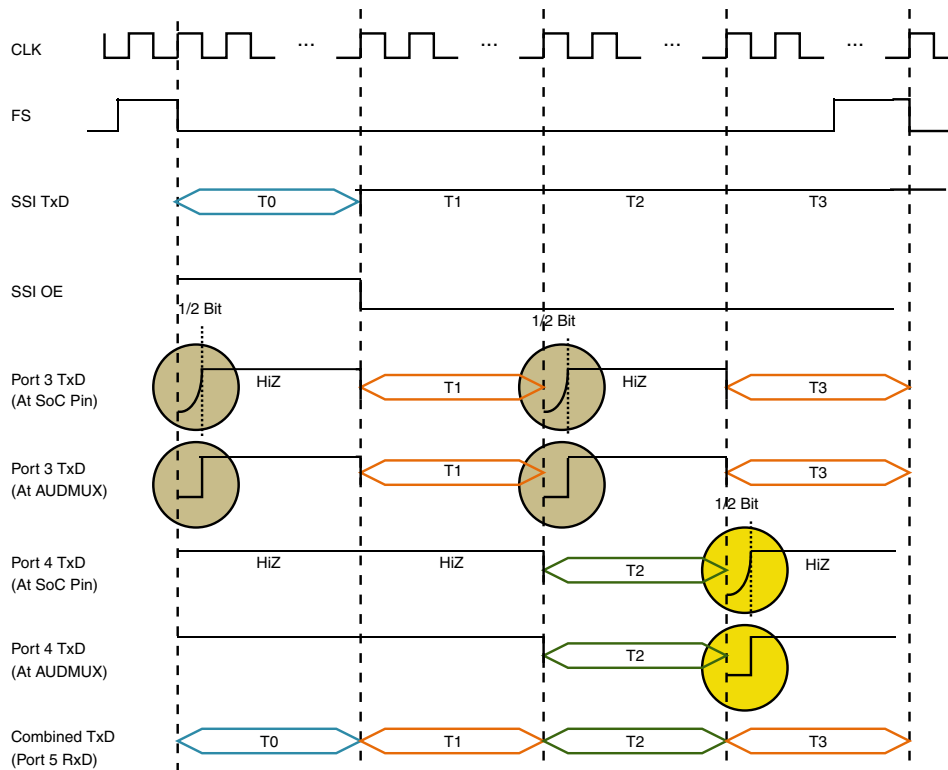 CLK
... ... ... ...
FS
SSI TxD
T0 T1 T2 T3
SSI OE
1/2 Bit 1/2 Bit
Port 3 TxD
(At SoC Pin)
HiZ T1 HiZ T3
Port 3 TxD
(At AUDMUX)
T1 T3
1/2 Bit
Port 4 TxD
(At SoC Pin)
HiZ HiZ T2 HiZ
Port 4 TxD
(At AUDMUX)
T2
Combined TxD
(Port 5 RxD)
T0 T1 T2 T3